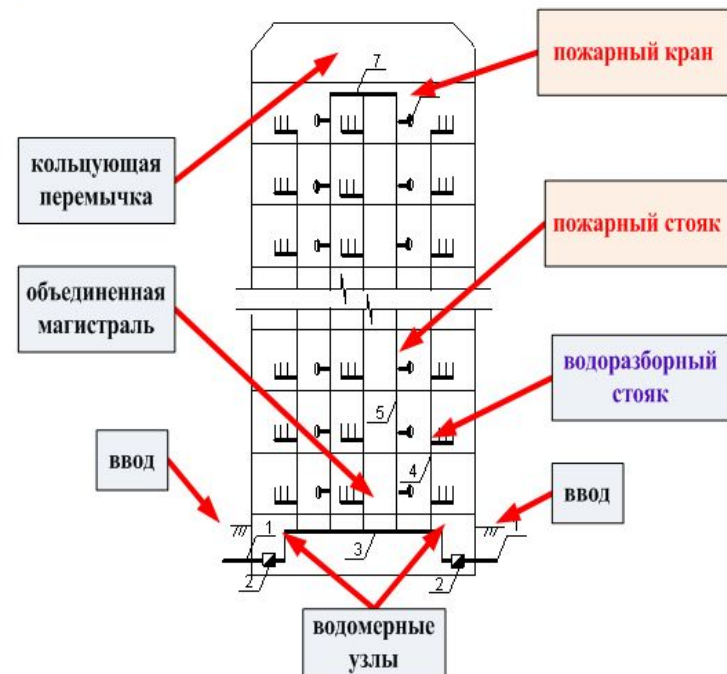 7
пожарный кран
кольцующая
перемычка
пожарный стояк
объединенная
магистраль
водоразборный
стояк
5
4
ввод
ввод
1
3
1
2
2
водомерные
узлы